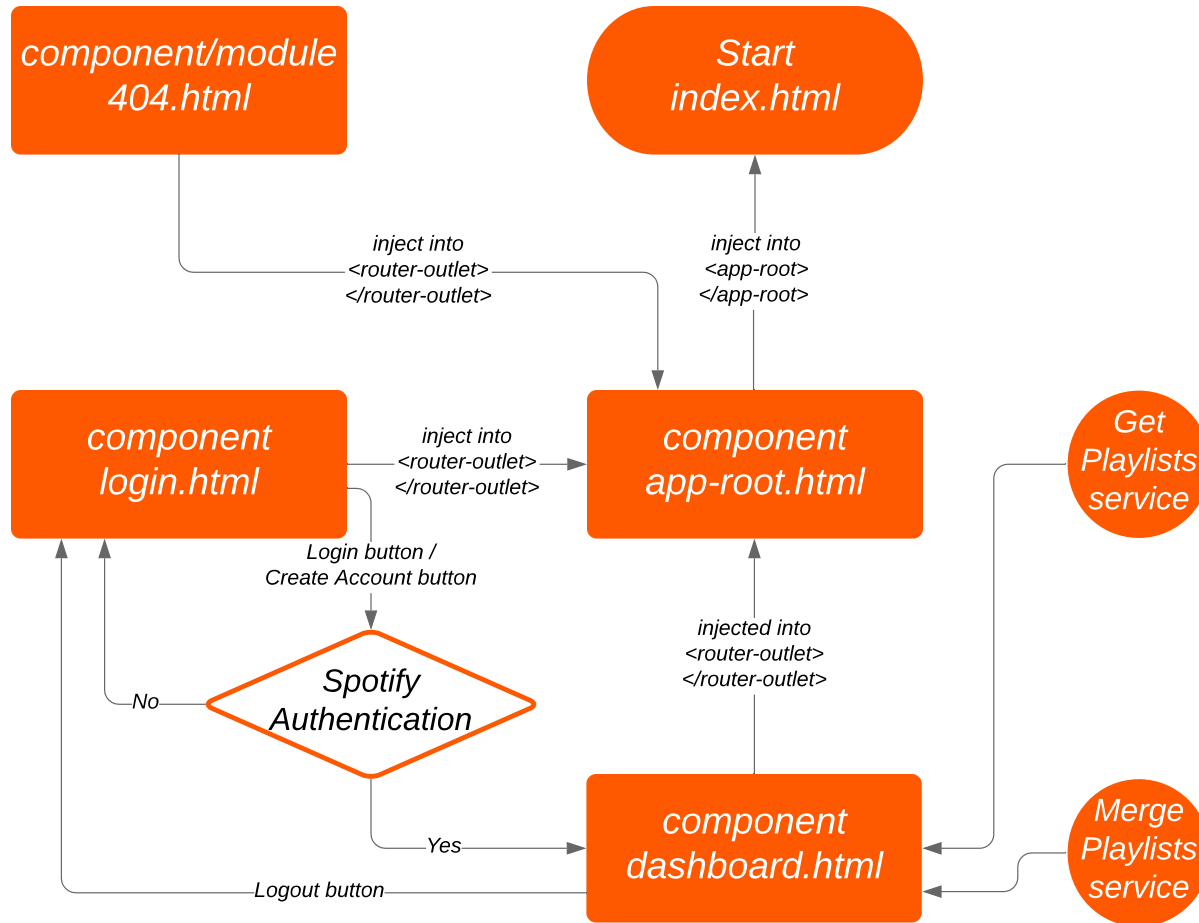 component/module
404.html
Start
index.html
inject into
<router-outlet>
</router-outlet>
inject into
<app-root>
</app-root>
component
login.html
inject into
<router-outlet>
</router-outlet>
component
app-root.html
Get
Playlists
service
Login button /
Create Account button
Spotify
Authentication
No
injected into
<router-outlet>
</router-outlet>
Yes
component
dashboard.html
Merge
Playlists
service
Logout button